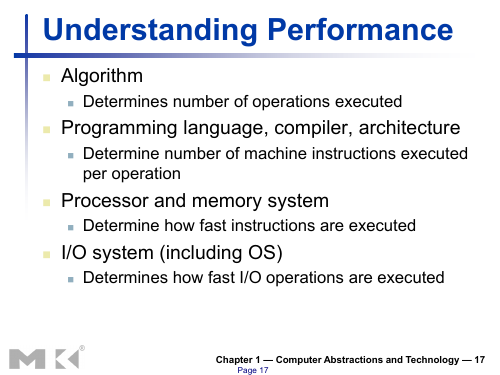 Understanding Performance
Algorithm
Determines number of operations executed
Programming language, compiler, architecture
Determine number of machine instructions executed
per operation
Processor and memory system
Determine how fast instructions are executed
I/O system (including OS)
Determines how fast I/O operations are executed
MK®
Chapter 1 — Computer Abstractions and Technology — 17
Page 17